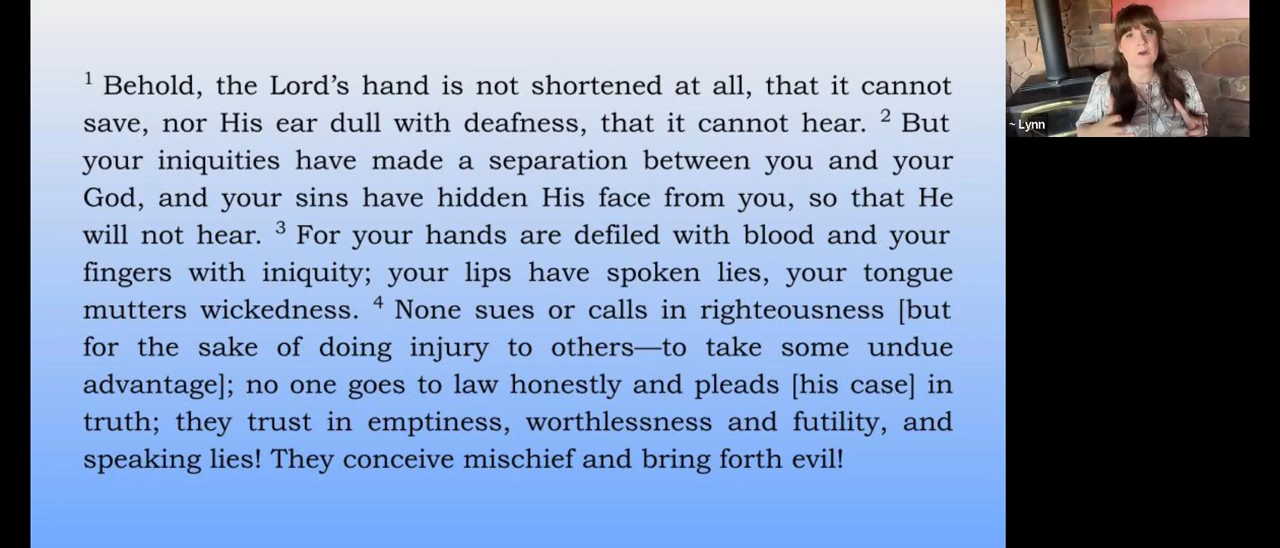 1 Behold, the Lord’s hand is not shortened at all, that it cannot
save, nor His ear dull with deafness, that it cannot hear. 2 But
your iniquities have made a separation between you and your
God, and your sins have hidden His face from you, so that He
will not hear. 3 For your hands are defiled with blood and your
fingers with iniquity; your lips have spoken lies, your tongue
mutters wickedness. 4 None sues or calls in righteousness [but
for the sake of doing injury to others—to take some undue
advantage]; no one goes to law honestly and pleads [his case] in
truth; they trust in emptiness, worthlessness and futility, and
speaking lies! They conceive mischief and bring forth evil!
~ Lynn